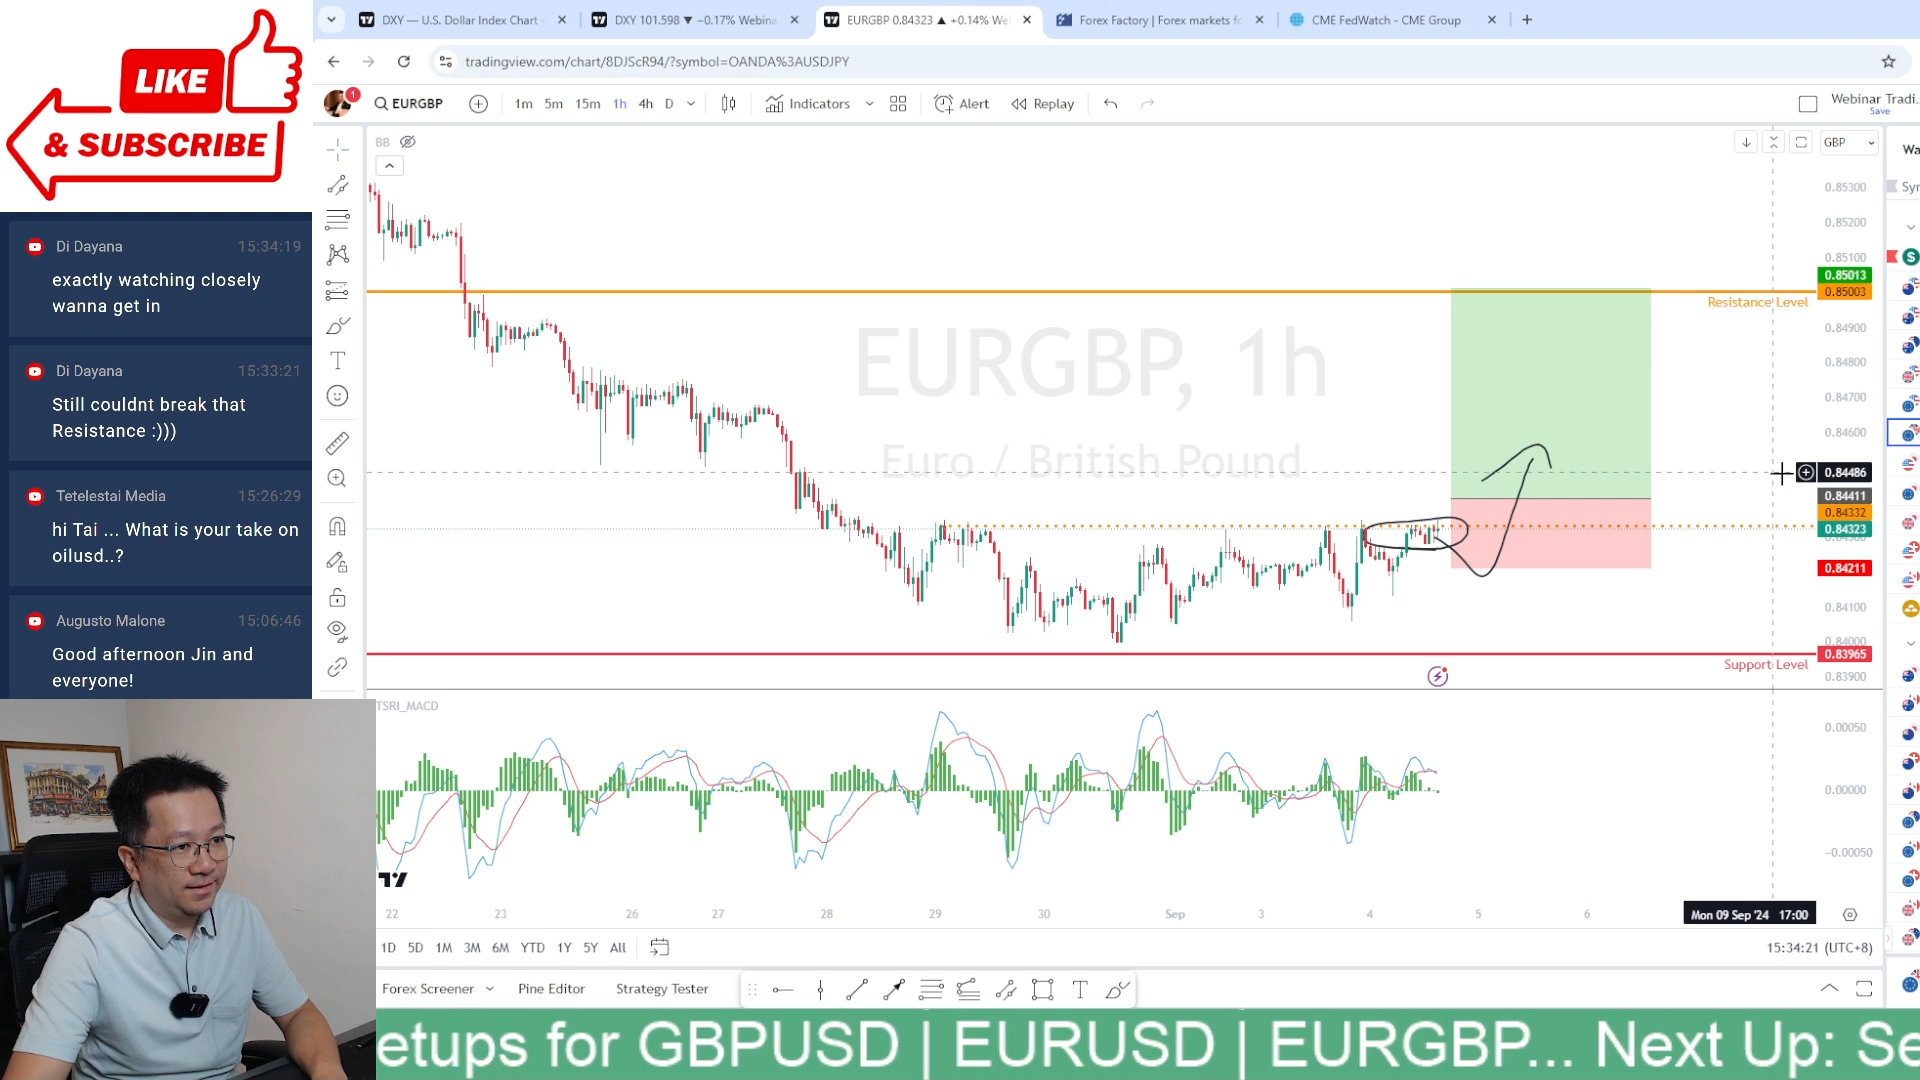 LIKE
& SUBSCRIBE
Di Dayana 15:34:19
exactly watching closely
wanna get in
Di Dayana 15:33:21
Still couldnt break that
Resistance :)))
Tetelestai Media 15:26:29
hi Tai ... What is your take on
oilusd..?
Augusto Malone 15:06:46
Good afternoon Jin and
everyone!
DXY — U.S. Dollar Index Chart
DXY 101.598 ▼ −0.17% Webina
EURGBP 0.84323 ▲ +0.14% We
Forex Factory | Forex markets fo
CME FedWatch - CME Group
tradingview.com/chart/8DJScR94/?symbol=OANDA%3AUSDJPY
1
EURGBP 1m 5m 15m 1h 4h D Indicators Alert Replay Webinar Tradi...
Save
BB
GBP
Wa
Syn
EURGBP, 1h
Euro / British Pound
Resistance Level
Support Level
0.85300
0.85200
0.85100
0.85013
0.85003
0.84900
0.84800
0.84700
0.84600
0.84486
0.84411
0.84332
0.84323
0.84211
0.84100
0.84000
0.83965
0.83900
TSRI_MACD
0.00050
0.00000
−0.00050
22 23 26 27 28 29 30 Sep 3 4 5 6 Mon 09 Sep '24 17:00
1D 5D 1M 3M 6M YTD 1Y 5Y All 15:34:21 (UTC+8)
Forex Screener Pine Editor Strategy Tester
etups for GBPUSD | EURUSD | EURGBP... Next Up: Se